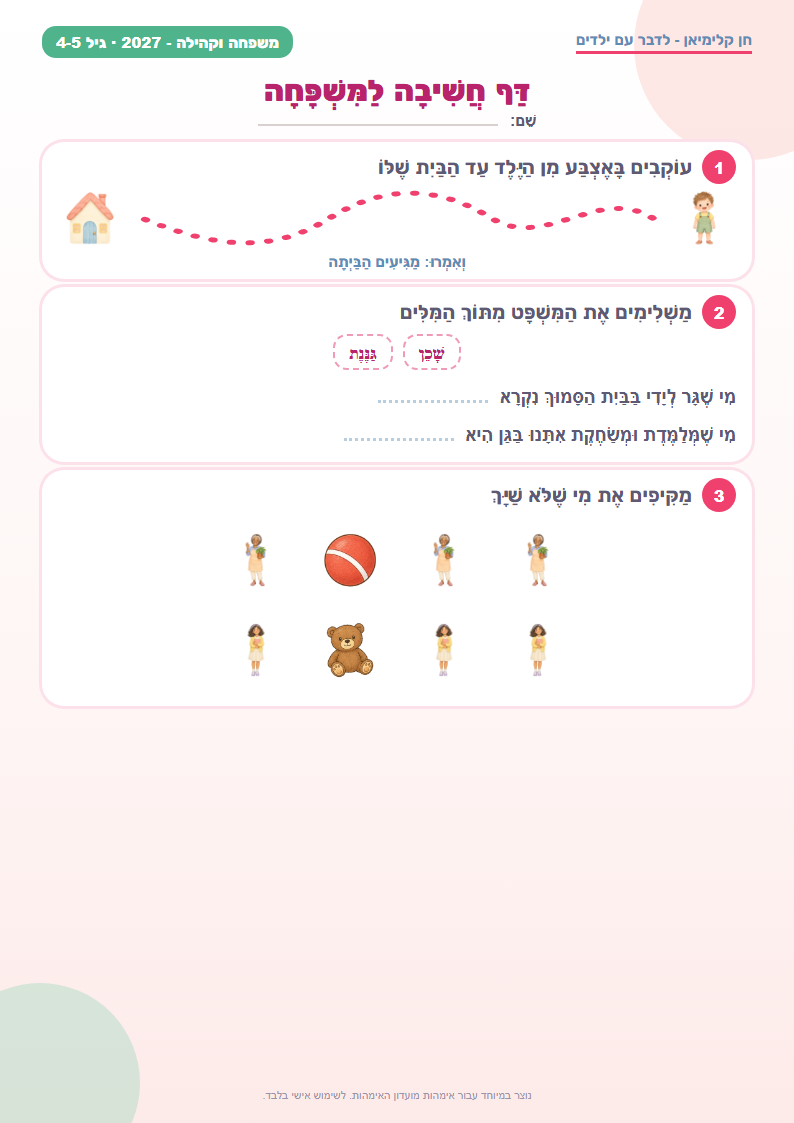 חן קלימיאן - לדבר עם ילדים
משפחה וקהילה - 2027 · גיל 4-5
דַּף חֲשִׁיבָה לַמִּשְׁפָּחָה
שֵׁם:
1
עוֹקְבִים בָּאֶצְבַּע מִן הַיֶּלֶד עַד הַבַּיִת שֶׁלּוֹ
וְאִמְרוּ: מַגִּיעִים הַבַּיְתָה
2
מַשְׁלִימִים אֶת הַמִּשְׁפָּט מִתּוֹךְ הַמִּלִּים
שָׁכֵן
גַּנֶּנֶת
מִי שֶׁגָּר לְיָדִי בַּבַּיִת הַסָּמוּךְ נִקְרָא
מִי שֶׁמְּלַמֶּדֶת וּמְשַׂחֶקֶת אִתָּנוּ בַּגַּן הִיא
3
מַקִּיפִים אֶת מִי שֶׁלֹּא שַׁיָּךְ
נוצר במיוחד עבור אימהות מועדון האימהות. לשימוש אישי בלבד.